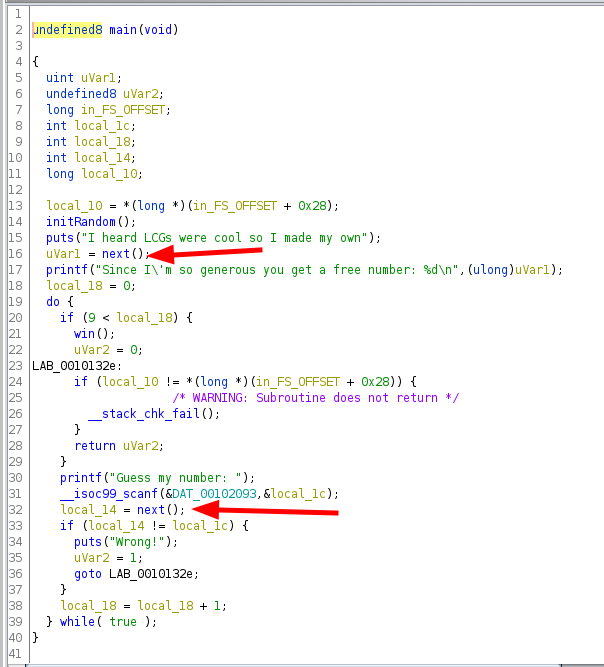 1
2 undefined8 main(void)
3
4 {
5 uint uVar1;
6 undefined8 uVar2;
7 long in_FS_OFFSET;
8 int local_1c;
9 int local_18;
10 int local_14;
11 long local_10;
12
13 local_10 = *(long *)(in_FS_OFFSET + 0x28);
14 initRandom();
15 puts("I heard LCGs were cool so I made my own");
16 uVar1 = next();
17 printf("Since I\'m so generous you get a free number: %d\n",(ulong)uVar1);
18 local_18 = 0;
19 do {
20 if (9 < local_18) {
21 win();
22 uVar2 = 0;
23 LAB_0010132e:
24 if (local_10 != *(long *)(in_FS_OFFSET + 0x28)) {
25 /* WARNING: Subroutine does not return */
26 __stack_chk_fail();
27 }
28 return uVar2;
29 }
30 printf("Guess my number: ");
31 __isoc99_scanf(&DAT_00102093,&local_1c);
32 local_14 = next();
33 if (local_14 != local_1c) {
34 puts("Wrong!");
35 uVar2 = 1;
36 goto LAB_0010132e;
37 }
38 local_18 = local_18 + 1;
39 } while( true );
40 }
41